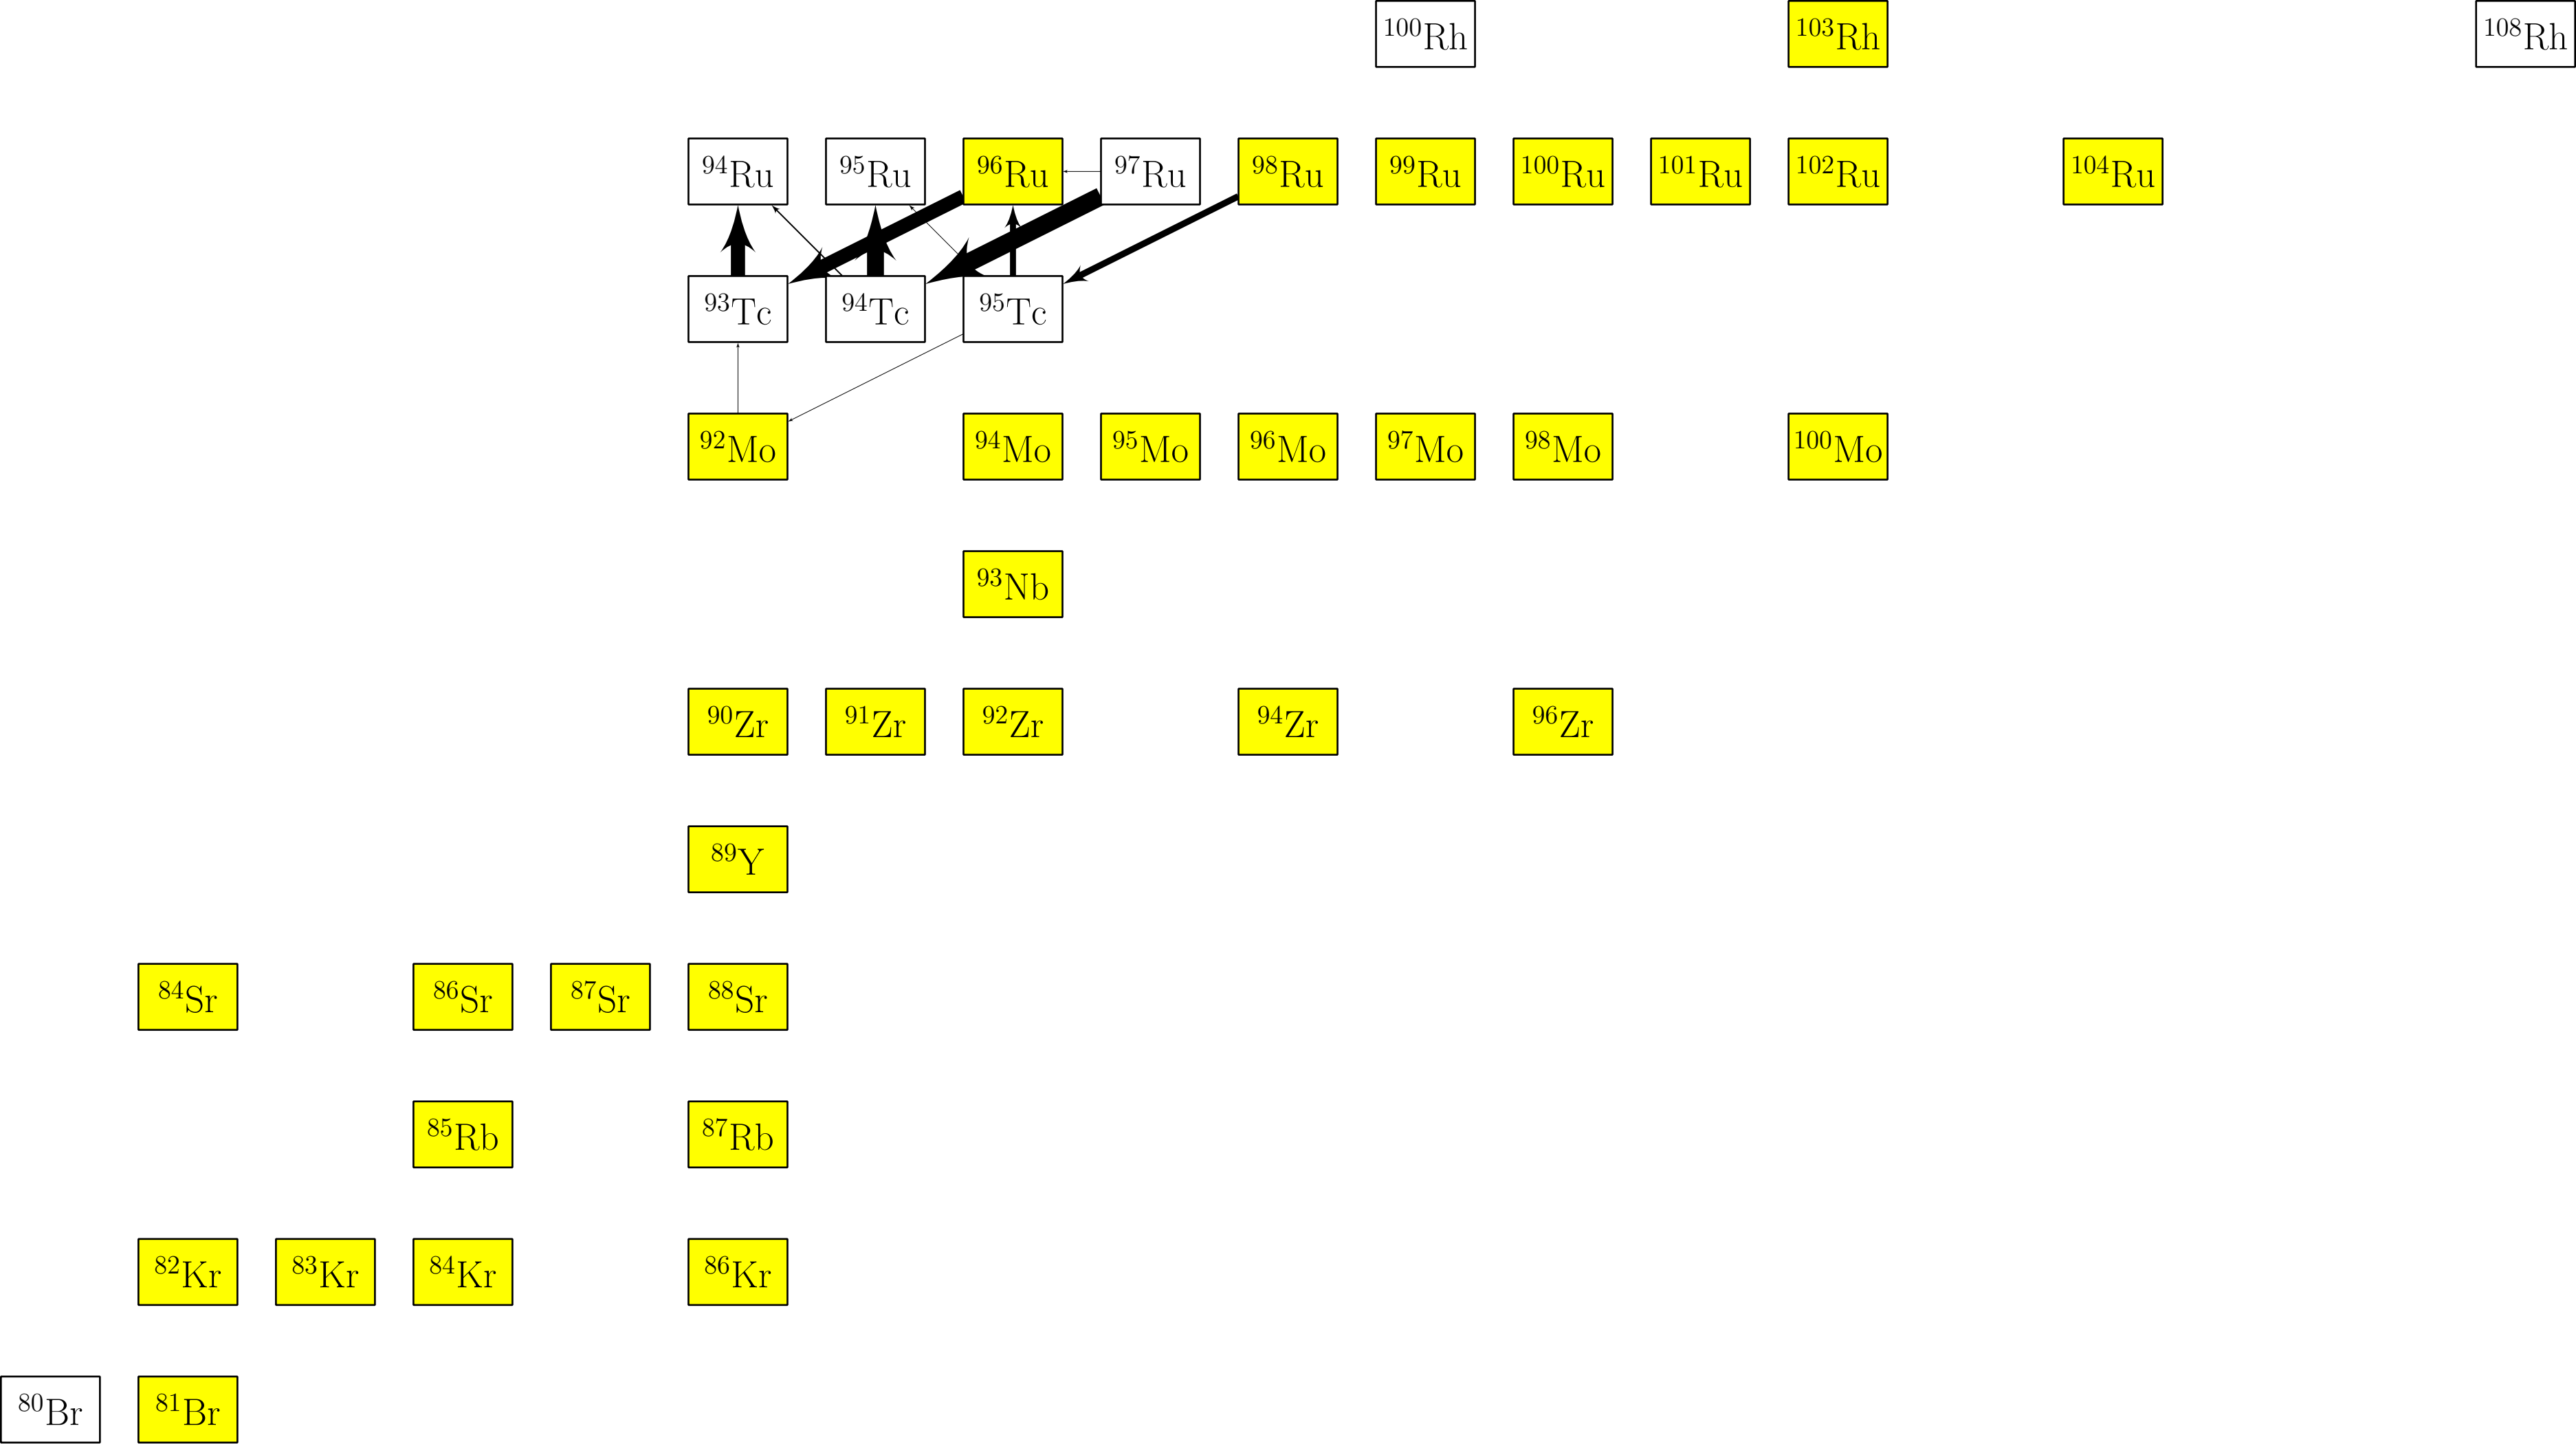 ¹⁰⁰Rh ¹⁰³Rh ¹⁰⁸Rh
⁹⁴Ru ⁹⁵Ru ⁹⁶Ru ⁹⁷Ru ⁹⁸Ru ⁹⁹Ru ¹⁰⁰Ru ¹⁰¹Ru ¹⁰²Ru ¹⁰⁴Ru
⁹³Tc ⁹⁴Tc ⁹⁵Tc
⁹²Mo ⁹⁴Mo ⁹⁵Mo ⁹⁶Mo ⁹⁷Mo ⁹⁸Mo ¹⁰⁰Mo
⁹³Nb
⁹⁰Zr ⁹¹Zr ⁹²Zr ⁹⁴Zr ⁹⁶Zr
⁸⁹Y
⁸⁴Sr ⁸⁶Sr ⁸⁷Sr ⁸⁸Sr
⁸⁵Rb ⁸⁷Rb
⁸²Kr ⁸³Kr ⁸⁴Kr ⁸⁶Kr
⁸⁰Br ⁸¹Br